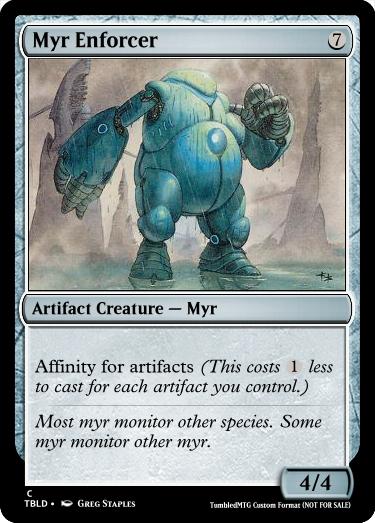 Myr Enforcer 7
Artifact Creature — Myr
Affinity for artifacts (This costs 1 less
to cast for each artifact you control.)
Most myr monitor other species. Some
myr monitor other myr.
4/4
C
TBLD • Greg Staples
TumbledMTG Custom Format (NOT FOR SALE)